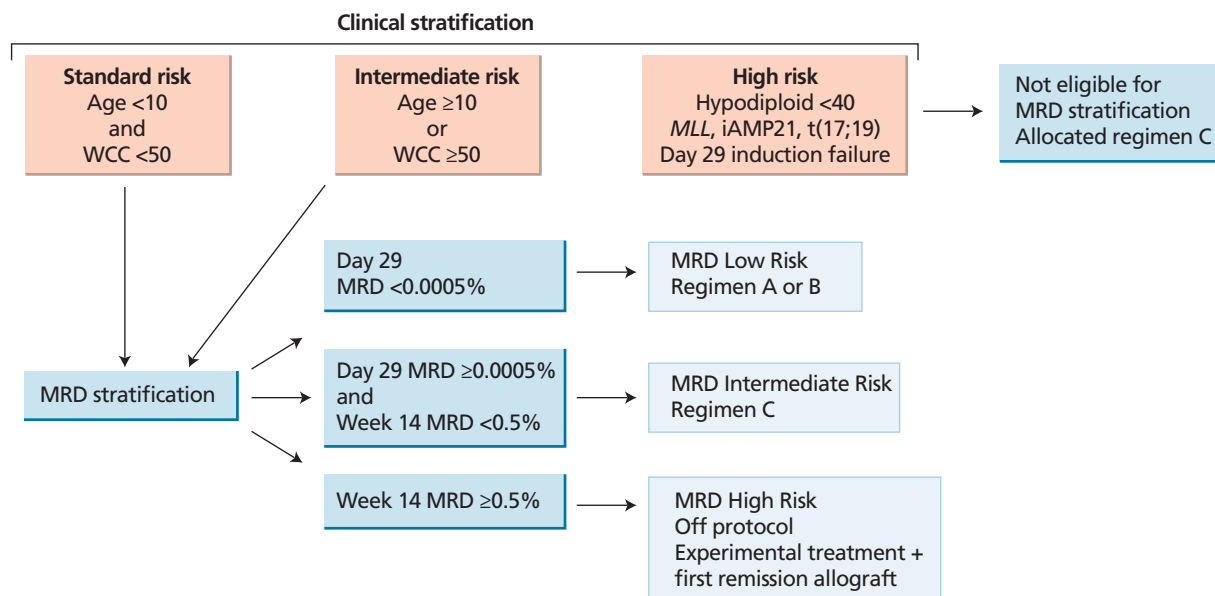 Clinical stratification
Standard risk
Age <10
and
WCC <50
Intermediate risk
Age ≥10
or
WCC ≥50
High risk
Hypodiploid <40
MLL, iAMP21, t(17;19)
Day 29 induction failure
Not eligible for
MRD stratification
Allocated regimen C
MRD stratification
Day 29
MRD <0.0005%
MRD Low Risk
Regimen A or B
Day 29 MRD ≥0.0005%
and
Week 14 MRD <0.5%
MRD Intermediate Risk
Regimen C
Week 14 MRD ≥0.5%
MRD High Risk
Off protocol
Experimental treatment +
first remission allograft